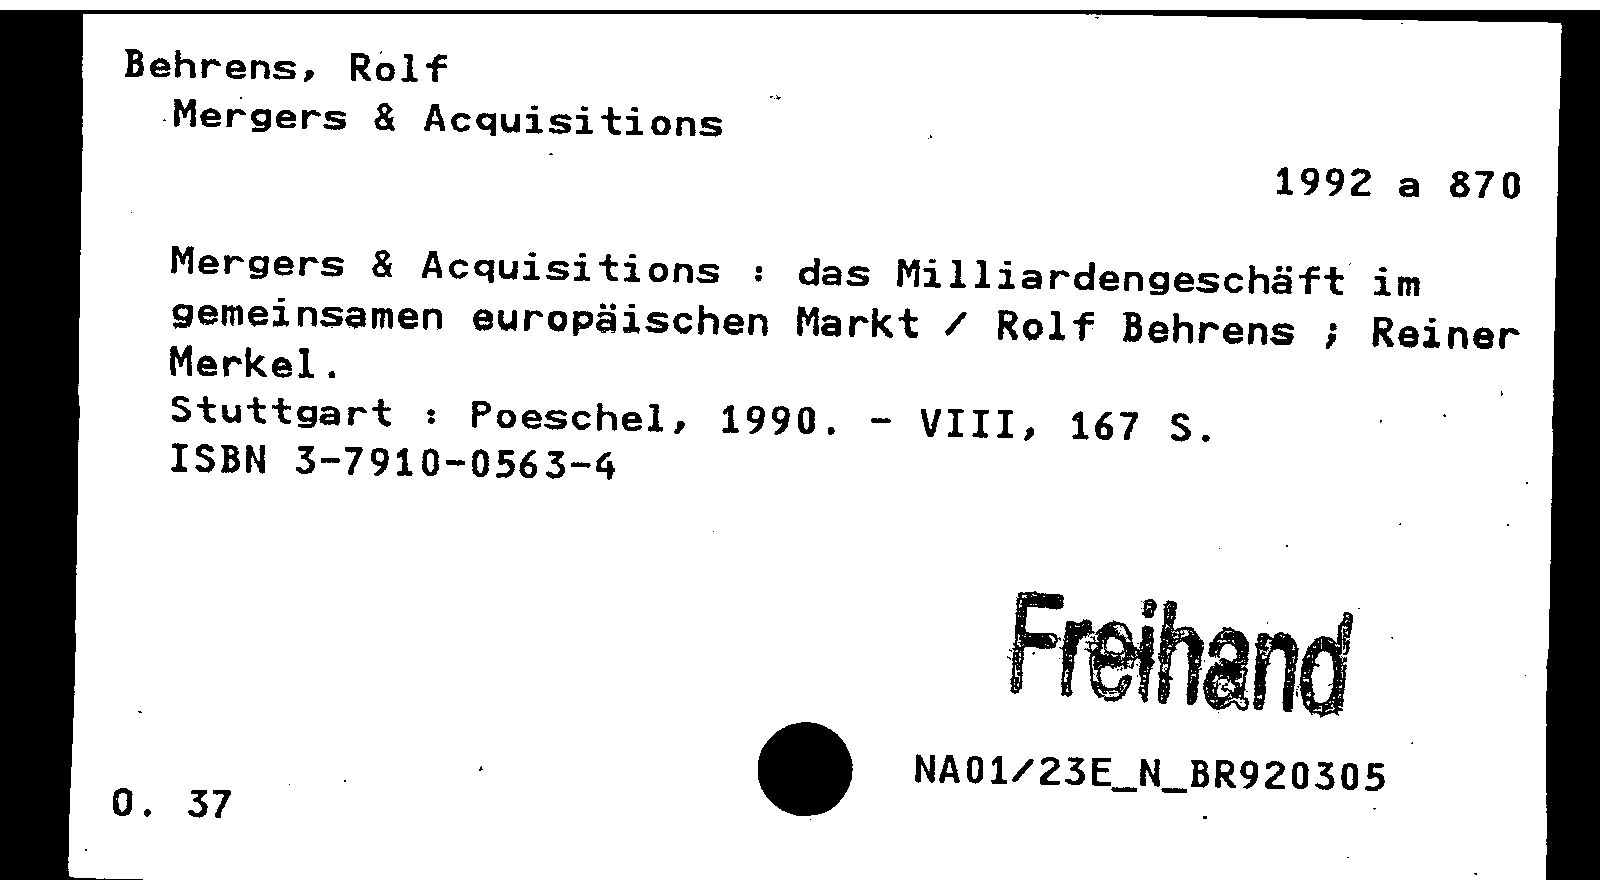 Behrens, Rolf
Mergers & Acquisitions
1992 a 870
Mergers & Acquisitions : das Milliardengeschäft im
gemeinsamen europäischen Markt / Rolf Behrens ; Reiner
Merkel.
Stuttgart : Poeschel, 1990. - VIII, 167 S.
ISBN 3-7910-0563-4
Freihand
NA01/23E_N_BR920305
0. 37